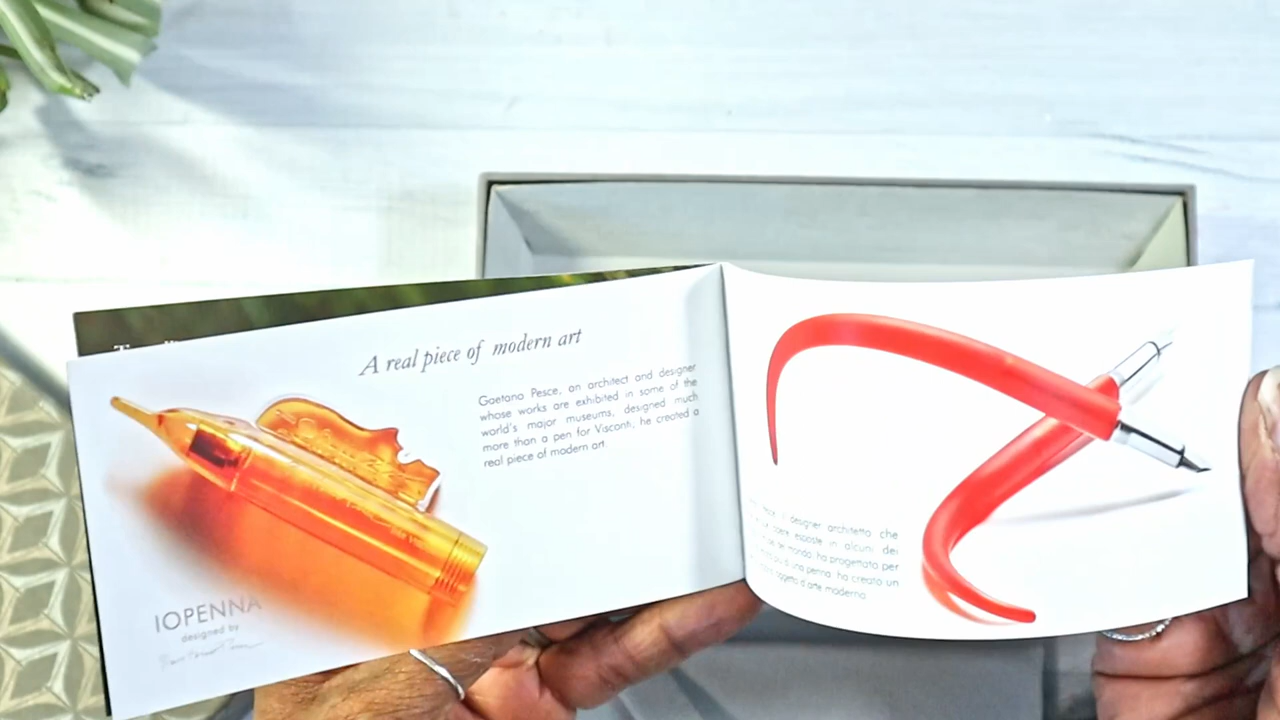 A real piece of modern art
Gaetano Pesce, an architect and designer
whose works are exhibited in some of the
world's major museums, designed much
more than a pen for Visconti, he created a
real piece of modern art
IOPENNA
designed by
designer architetto che
opere esposte in alcuni dei
del mondo, ha progettato per
più di una penna, ha creato un
oggetto d'arte moderna